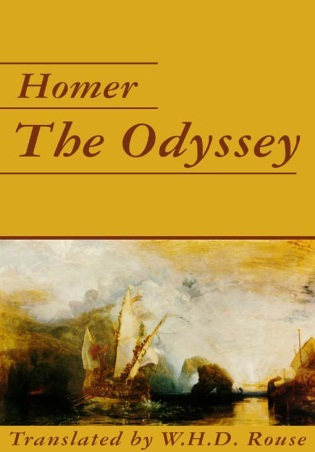 Homer
The Odyssey
Translated by W.H.D. Rouse